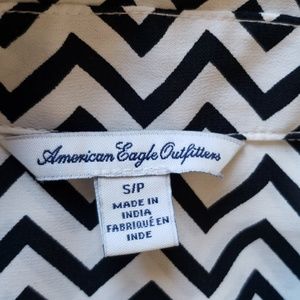 American Eagle Outfitters
S/P
MADE IN
INDIA
FABRIQUÉ EN
INDE